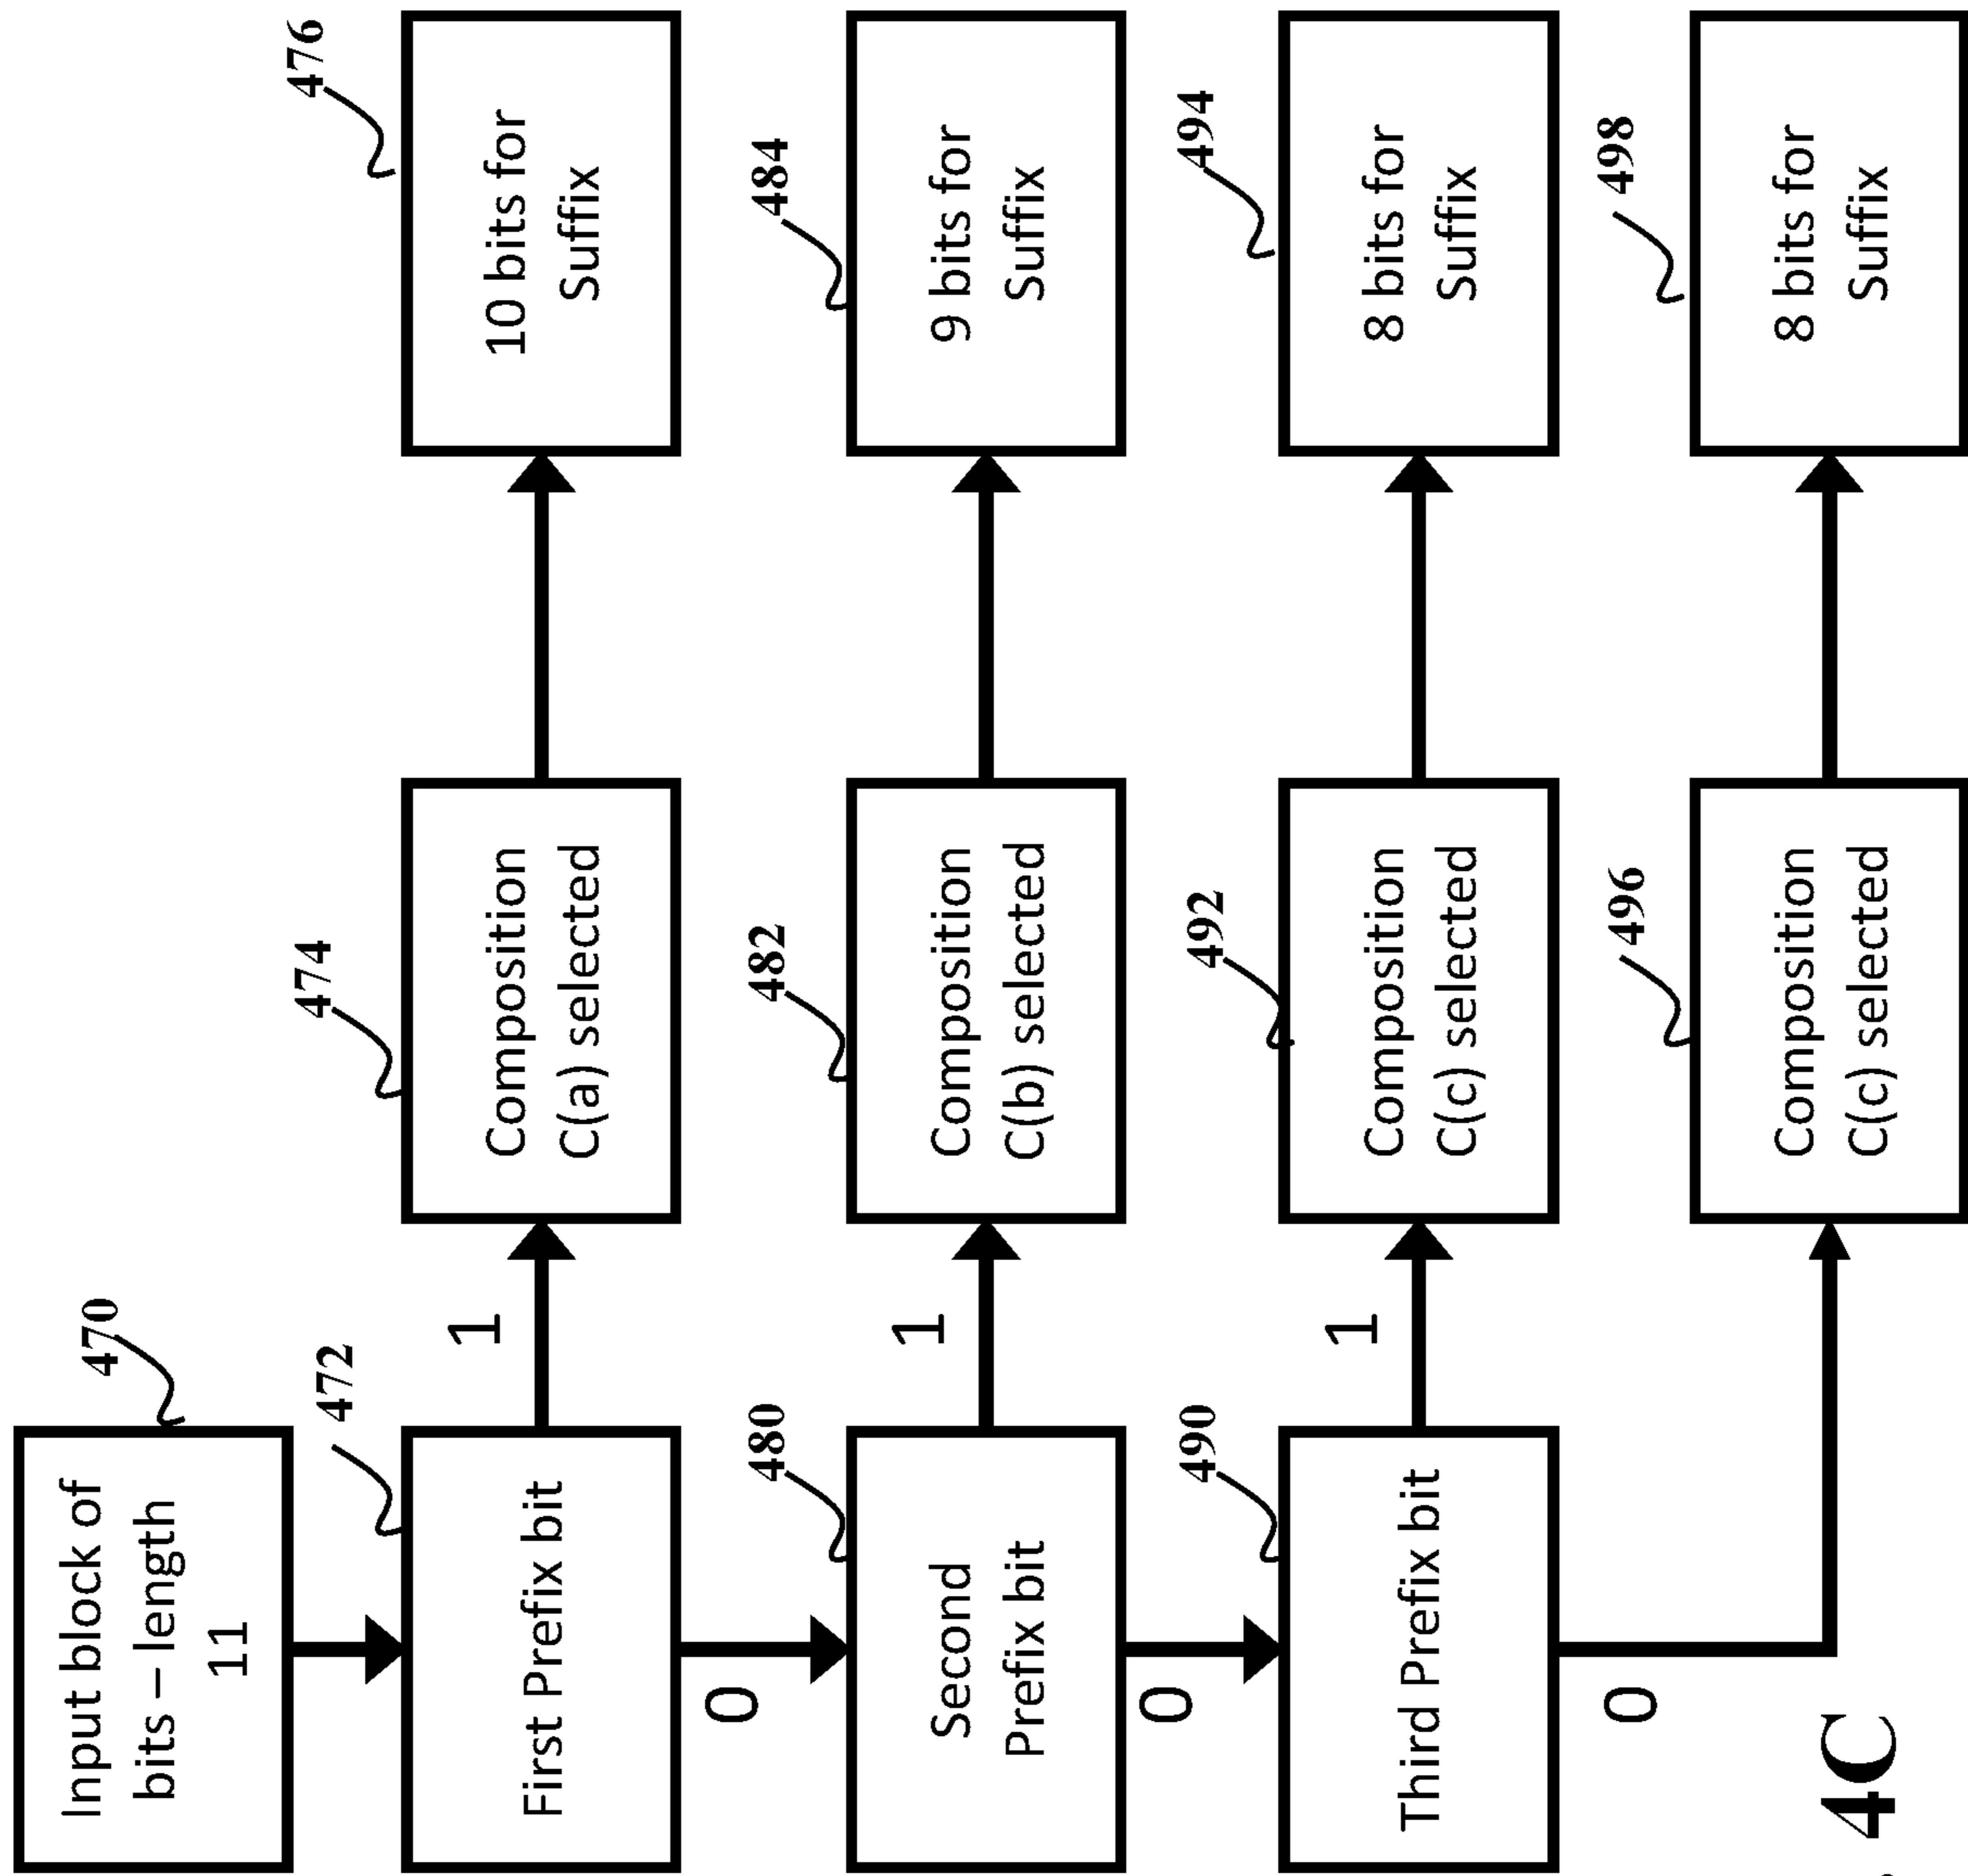 470
Input block of
bits – length
11
472
474
476
First Prefix bit
1
Composition
C(a) selected
10 bits for
Suffix
0
480
482
484
Second
Prefix bit
1
Composition
C(b) selected
9 bits for
Suffix
0
490
492
494
Third Prefix bit
1
Composition
C(c) selected
8 bits for
Suffix
0
496
498
Composition
C(c) selected
8 bits for
Suffix
4C